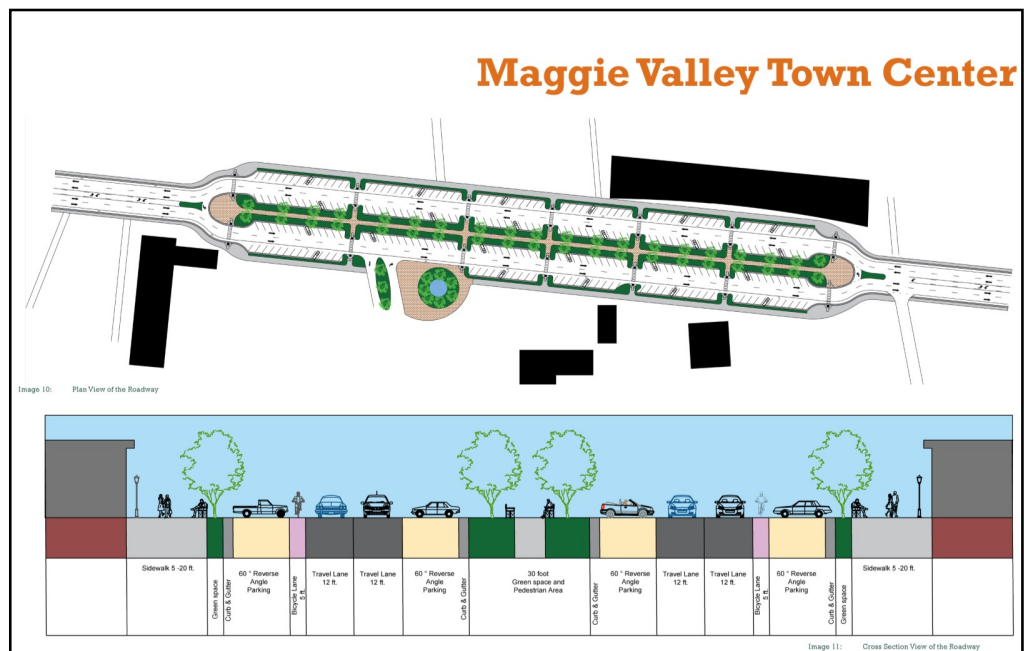 Maggie Valley Town Center
Image 10: Plan View of the Roadway
Sidewalk 5 -20 ft.
Green space
Curb & Gutter
60 ° Reverse
Angle
Parking
Bicycle Lane
5 ft.
Travel Lane
12 ft.
Travel Lane
12 ft.
60 ° Reverse
Angle
Parking
Curb & Gutter
30 foot
Green space and
Pedestrian Area
Curb & Gutter
60 ° Reverse
Angle
Parking
Travel Lane
12 ft.
Travel Lane
12 ft.
Bicycle Lane
5 ft.
60 ° Reverse
Angle
Parking
Curb & Gutter
Green space
Sidewalk 5 -20 ft.
Image 11: Cross Section View of the Roadway